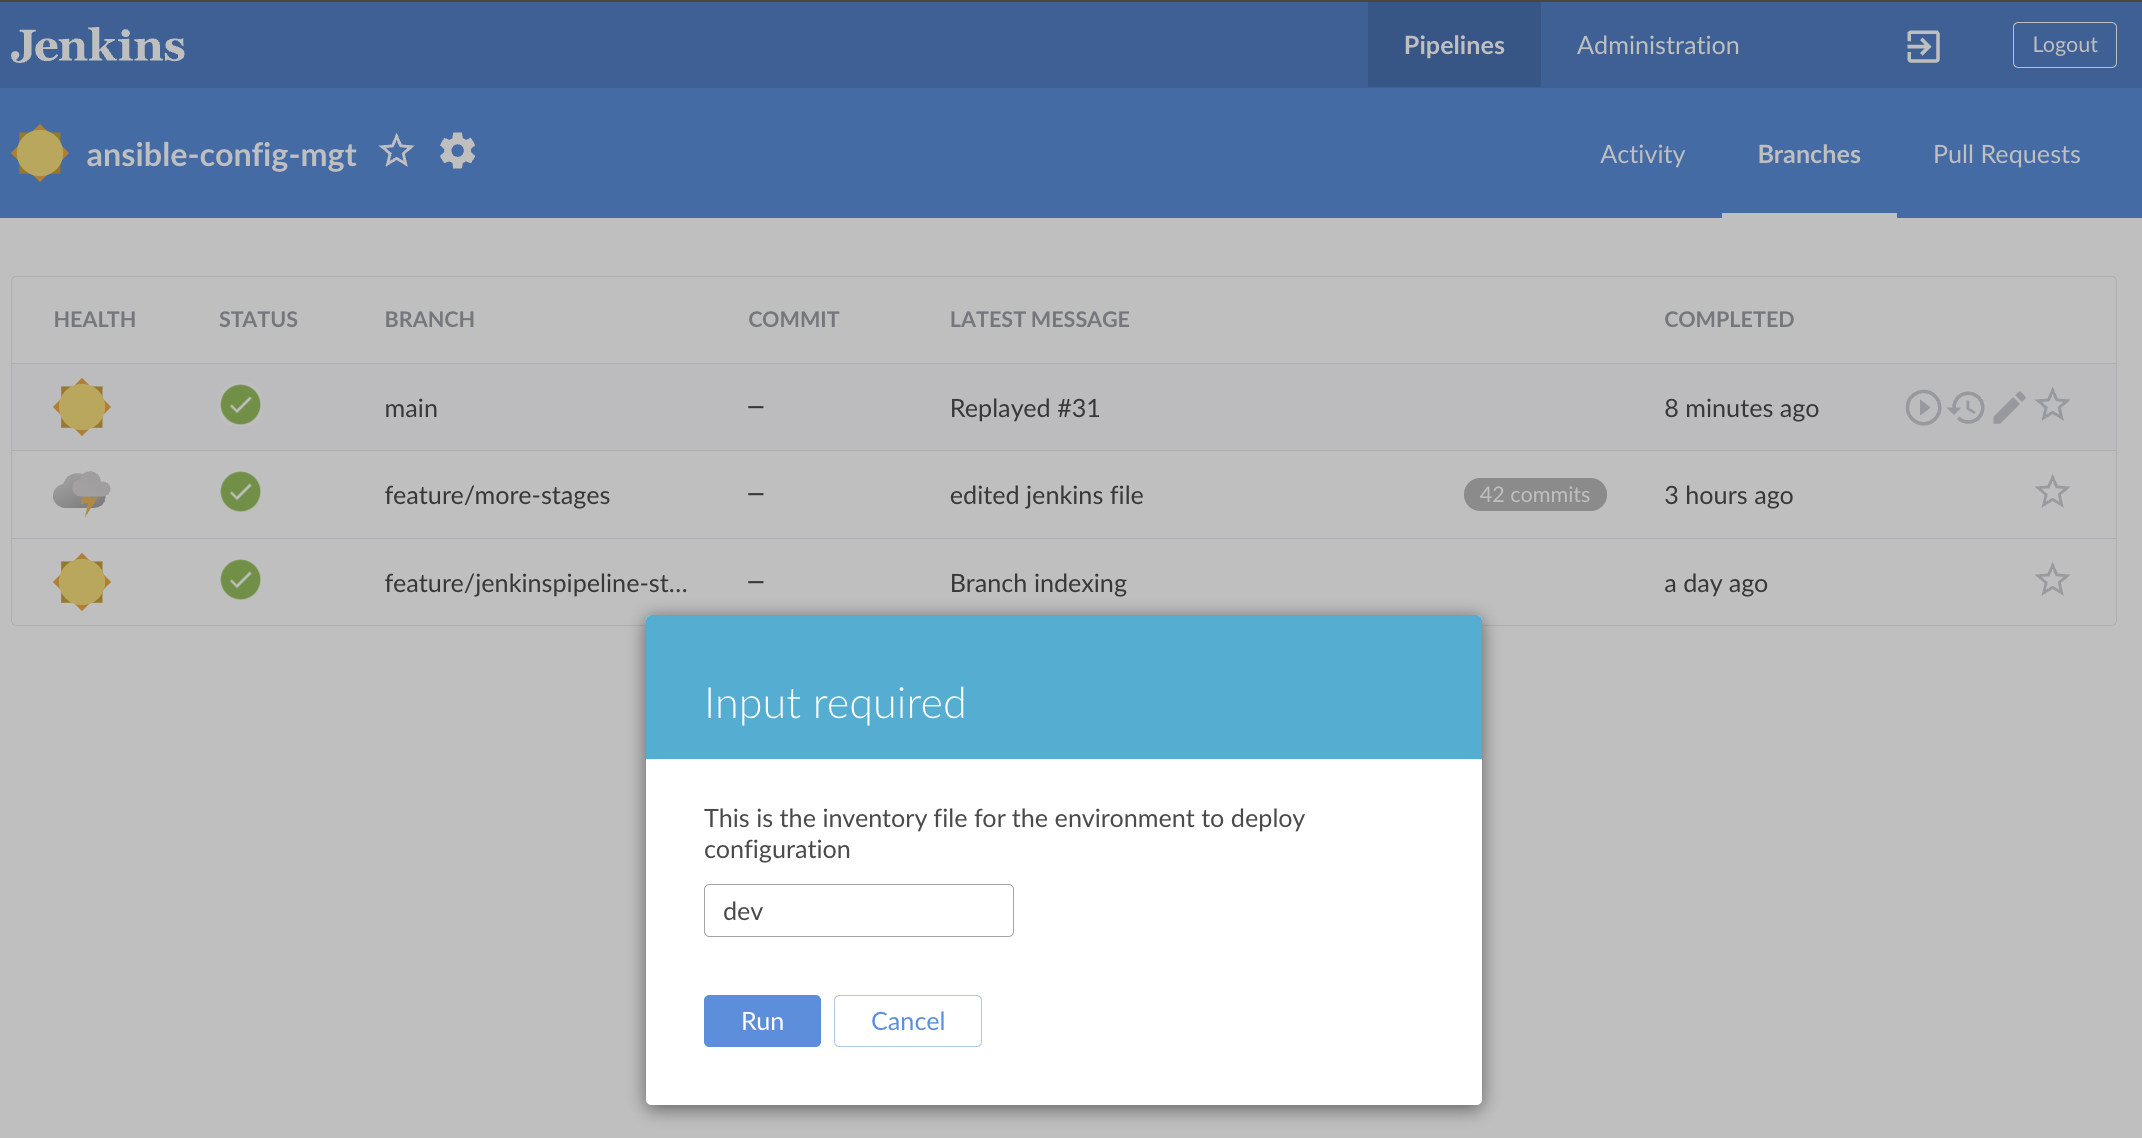 Jenkins Pipelines Administration Logout
ansible-config-mgt Activity Branches Pull Requests
HEALTH STATUS BRANCH COMMIT LATEST MESSAGE COMPLETED
main – Replayed #31 8 minutes ago
feature/more-stages – edited jenkins file 42 commits 3 hours ago
feature/jenkinspipeline-st... – Branch indexing a day ago
Input required
This is the inventory file for the environment to deploy
configuration
dev
Run Cancel